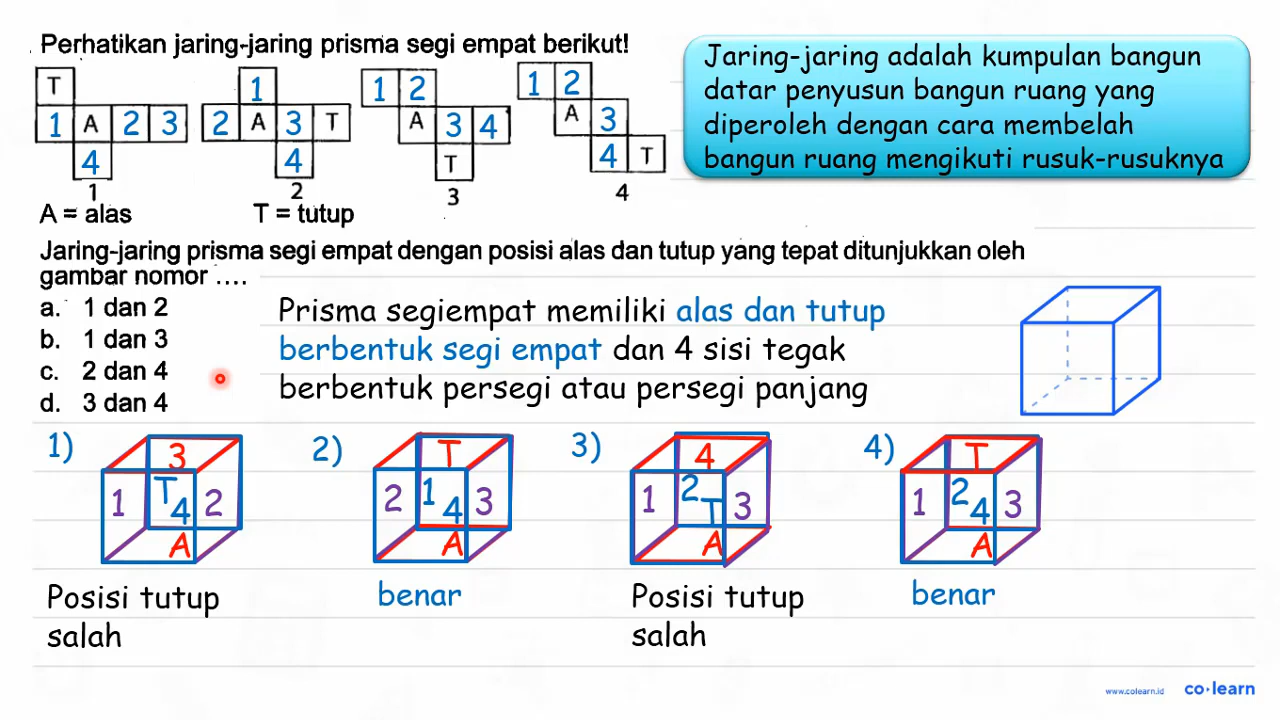 Perhatikan jaring-jaring prisma segi empat berikut!
T
1 A 2 3
4
1
1
2 A 3 T
4
2
1 2
A 3 4
T
3
1 2
A 3
4 T
4
A = alas T = tutup
Jaring-jaring adalah kumpulan bangun
datar penyusun bangun ruang yang
diperoleh dengan cara membelah
bangun ruang mengikuti rusuk-rusuknya
Jaring-jaring prisma segi empat dengan posisi alas dan tutup yang tepat ditunjukkan oleh
gambar nomor ....
a. 1 dan 2
b. 1 dan 3
c. 2 dan 4
d. 3 dan 4
Prisma segiempat memiliki alas dan tutup
berbentuk segi empat dan 4 sisi tegak
berbentuk persegi atau persegi panjang
1)
3
1 T 4 2
A
Posisi tutup
salah
2)
T
2 1 4 3
A
benar
3)
4
1 2 T 3
A
Posisi tutup
salah
4)
T
1 2 4 3
A
benar
www.colearn.id co·learn